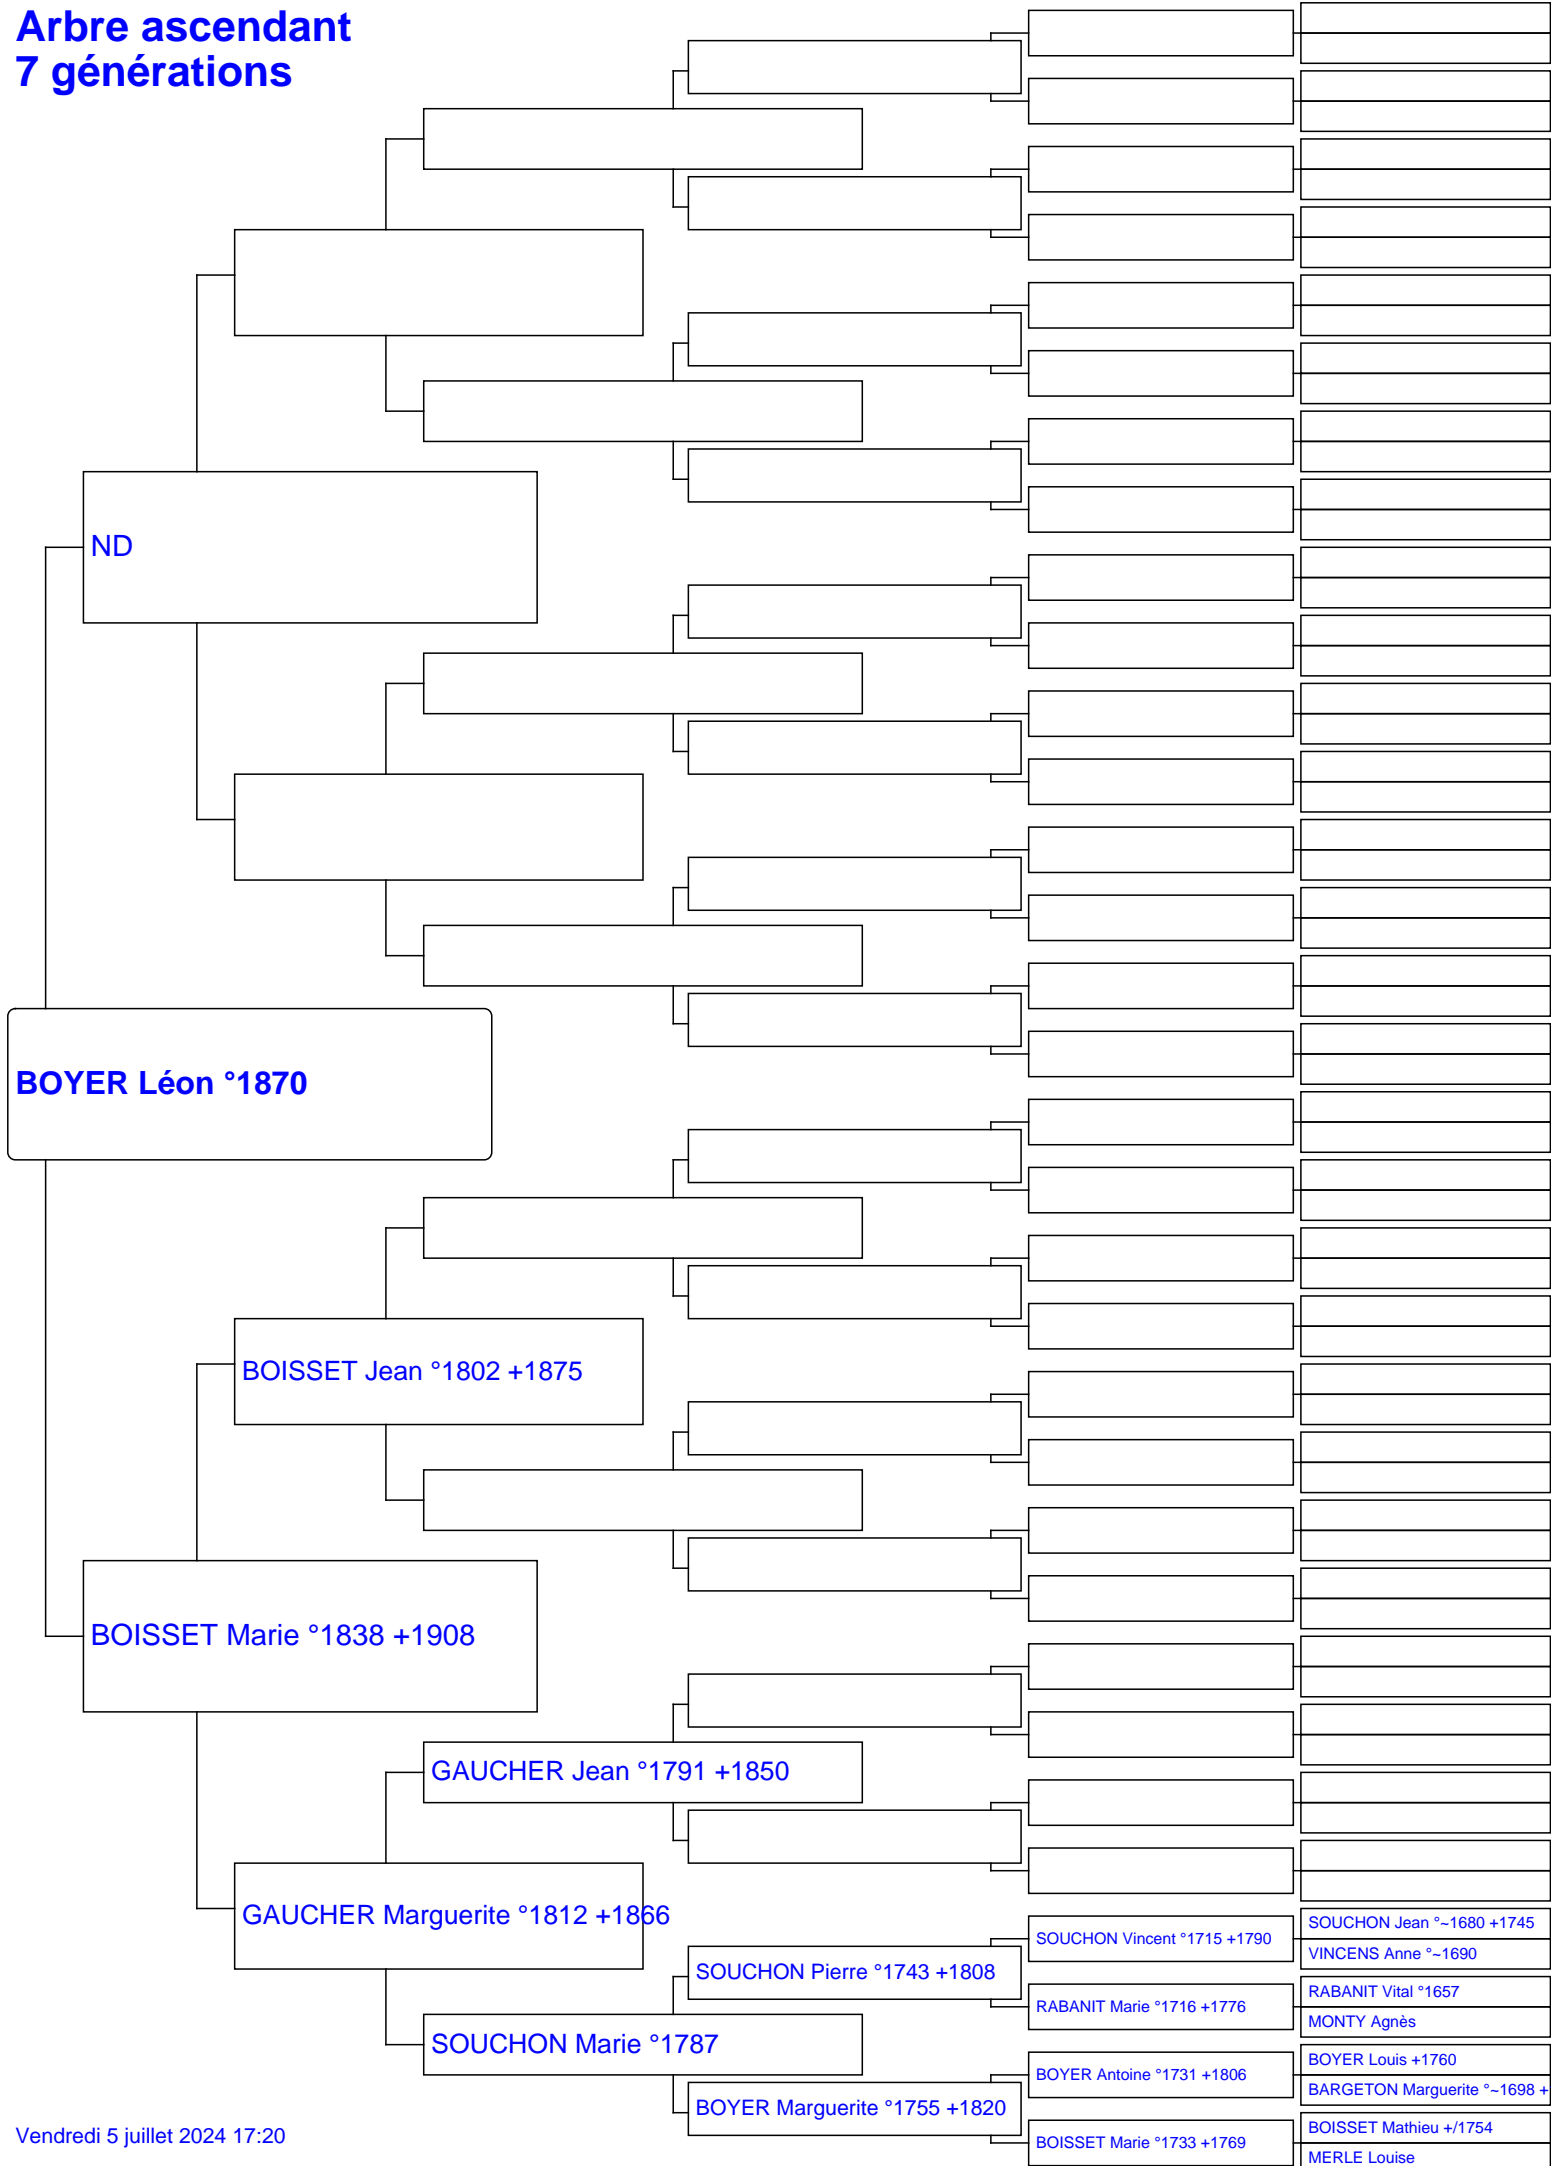 Arbre ascendant
7 générations
ND
BOYER Léon °1870
BOISSET Jean °1802 +1875
BOISSET Marie °1838 +1908
GAUCHER Jean °1791 +1850
GAUCHER Marguerite °1812 +1866
SOUCHON Jean °~1680 +1745
SOUCHON Vincent °1715 +1790
VINCENS Anne °~1690
SOUCHON Pierre °1743 +1808
RABANIT Vital °1657
RABANIT Marie °1716 +1776
MONTY Agnès
SOUCHON Marie °1787
BOYER Louis +1760
BOYER Antoine °1731 +1806
BARGETON Marguerite °~1698 +
BOYER Marguerite °1755 +1820
BOISSET Mathieu +/1754
BOISSET Marie °1733 +1769
MERLE Louise
Vendredi 5 juillet 2024 17:20